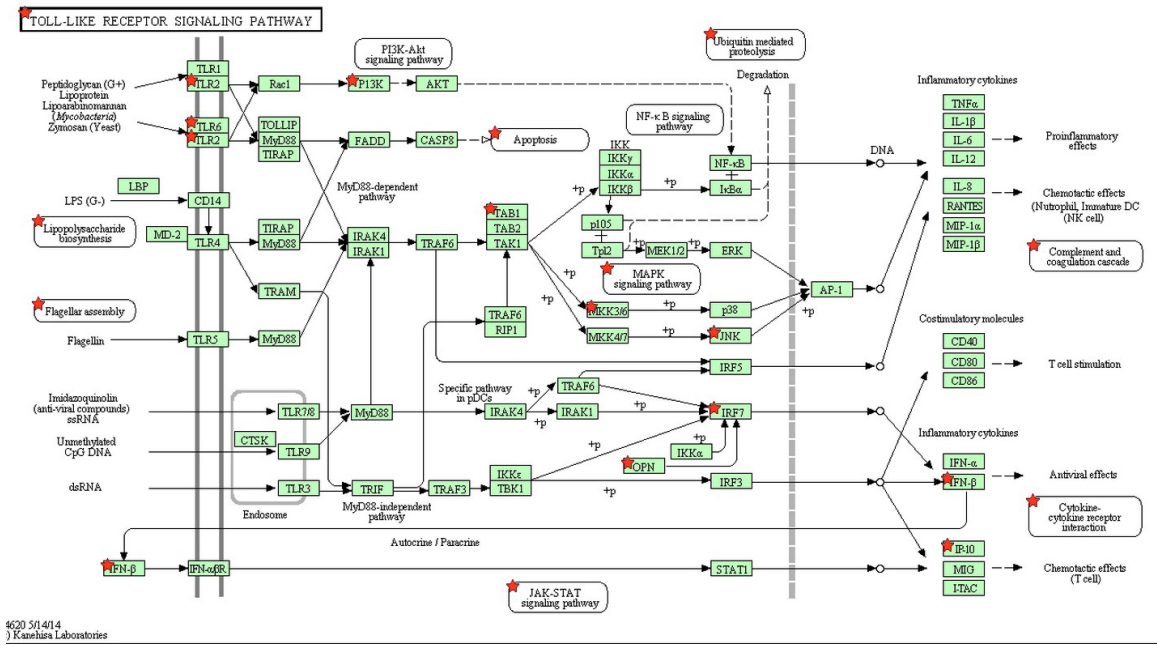 TOLL-LIKE RECEPTOR SIGNALING PATHWAY
PI3K-Akt
signaling pathway
Ubiquitin mediated
proteolysis
Degradation
Inflammatory cytokines
TLR1
TLR2
Rac1
P13K
AKT
Peptidoglycan (G+)
Lipoprotein
Lipoarabinomannan
(Mycobacteria)
Zymosan (Yeast)
TLR6
TLR2
TOLLIP
MyD88
TIRAP
FADD
CASP8
Apoptosis
NF-κ B signaling
pathway
IKK
IKKγ
IKKα
IKKβ
+p
+p
NF-κB
IκBα
DNA
TNFα
IL-1β
IL-6
IL-12
Proinflammatory
effects
LBP
LPS (G-)
CD14
MyD88-dependent
pathway
IL-8
RANTES
MIP-1α
MIP-1β
Chemotactic effects
(Nutrophil, Immature DC
(NK cell)
Lipopolysaccharide
biosynthesis
MD-2
TLR4
TIRAP
MyD88
IRAK4
IRAK1
TRAF6
TAB1
TAB2
TAK1
p105
Tpl2
+p
MEK1/2
+p
ERK
Complement and
coagulation cascade
MAPK
signaling pathway
TRAM
+p
+p
AP-1
Flagellar assembly
MKK3/6
+p
p38
+p
TRAF6
RIP1
MKK4/7
+p
JNK
Flagellin
TLR5
MyD88
Costimulatory molecules
CD40
CD80
CD86
T cell stimulation
IRF5
Specific pathway
in pDCs
+p
TRAF6
Imidazoquinolin
(anti-viral compounds)
ssRNA
TLR7/8
MyD88
IRAK4
+p
IRAK1
+p
IRF7
Unmethylated
CpG DNA
CTSK
TLR9
+p
+p
IKKα
OPN
Inflammatory cytokines
IFN-α
IFN-β
Antiviral effects
dsRNA
TLR3
TRIF
TRAF3
IKKε
TBK1
+p
IRF3
Endosome
MyD88-independent
pathway
Cytokine-
cytokine receptor
interaction
Autocrine / Paracrine
IFN-β
IFN-αβR
STAT1
IP-10
MIG
I-TAC
Chemotactic effects
(T cell)
JAK-STAT
signaling pathway
4620 5/14/14
) Kanehisa Laboratories